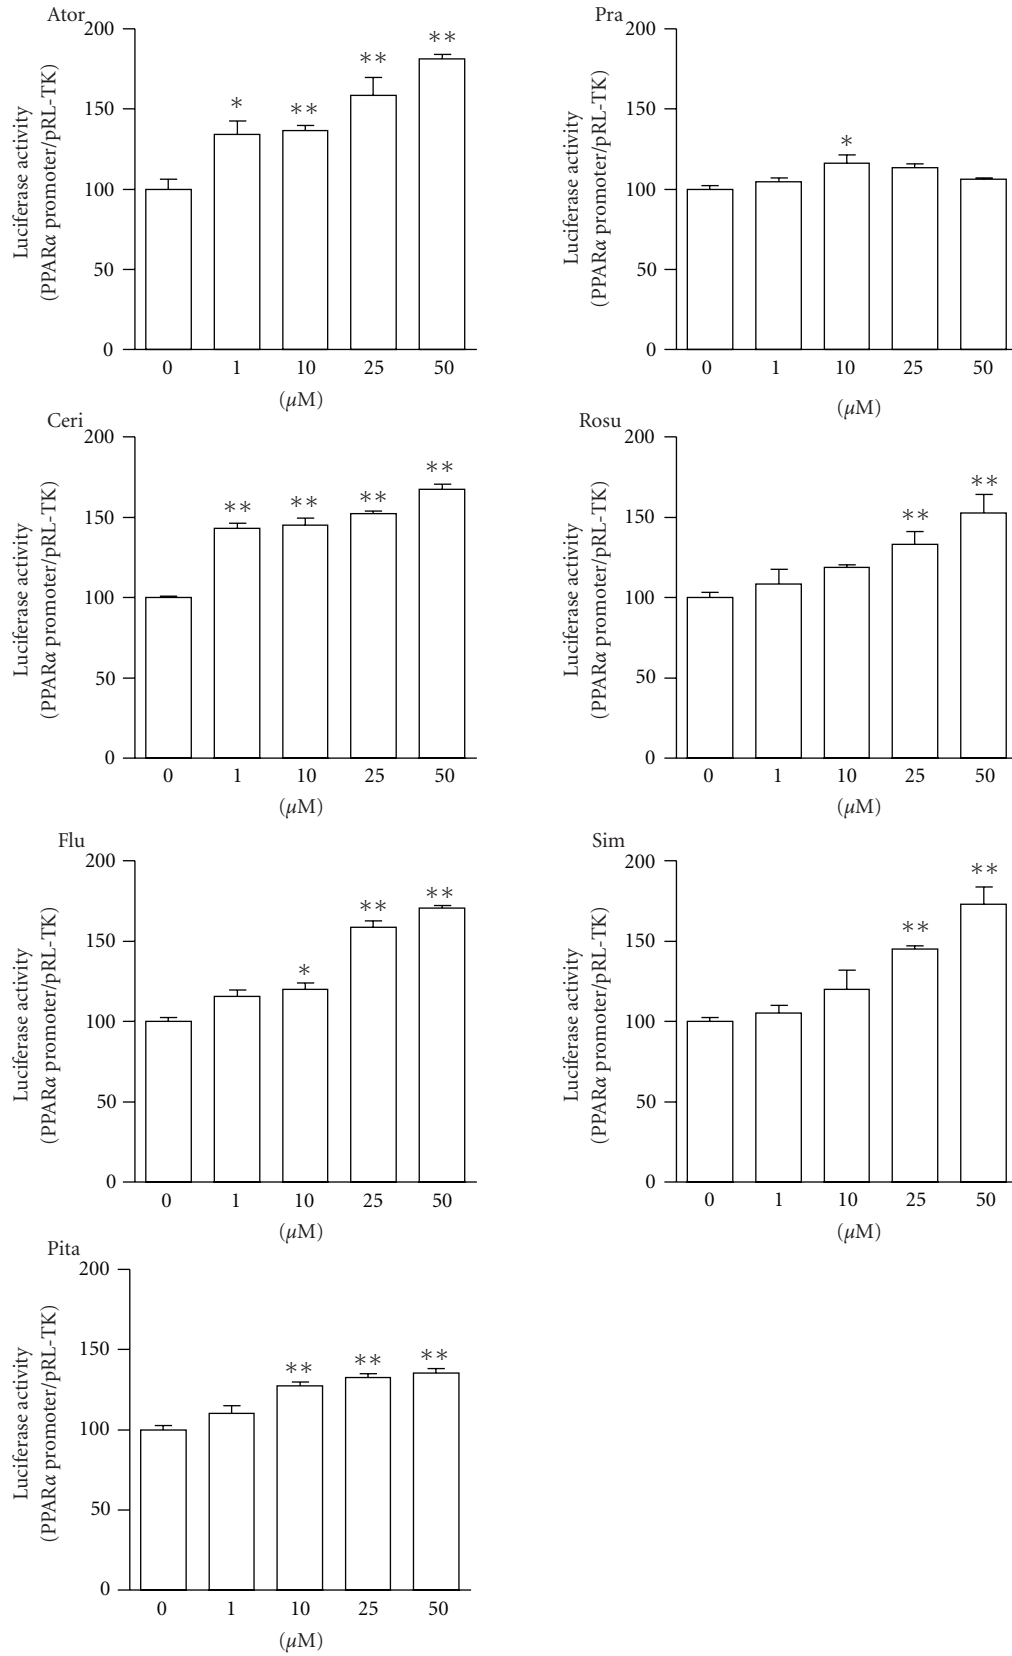 Ator
Luciferase activity
(PPARα promoter/pRL-TK)
200
150
100
50
0
*
**
**
**
0 1 10 25 50
(µM)
Pra
Luciferase activity
(PPARα promoter/pRL-TK)
200
150
100
50
0
*
0 1 10 25 50
(µM)
Ceri
Luciferase activity
(PPARα promoter/pRL-TK)
200
150
100
50
0
**
**
**
**
0 1 10 25 50
(µM)
Rosu
Luciferase activity
(PPARα promoter/pRL-TK)
200
150
100
50
0
**
**
0 1 10 25 50
(µM)
Flu
Luciferase activity
(PPARα promoter/pRL-TK)
200
150
100
50
0
*
**
**
0 1 10 25 50
(µM)
Sim
Luciferase activity
(PPARα promoter/pRL-TK)
200
150
100
50
0
**
**
0 1 10 25 50
(µM)
Pita
Luciferase activity
(PPARα promoter/pRL-TK)
200
150
100
50
0
**
**
**
0 1 10 25 50
(µM)